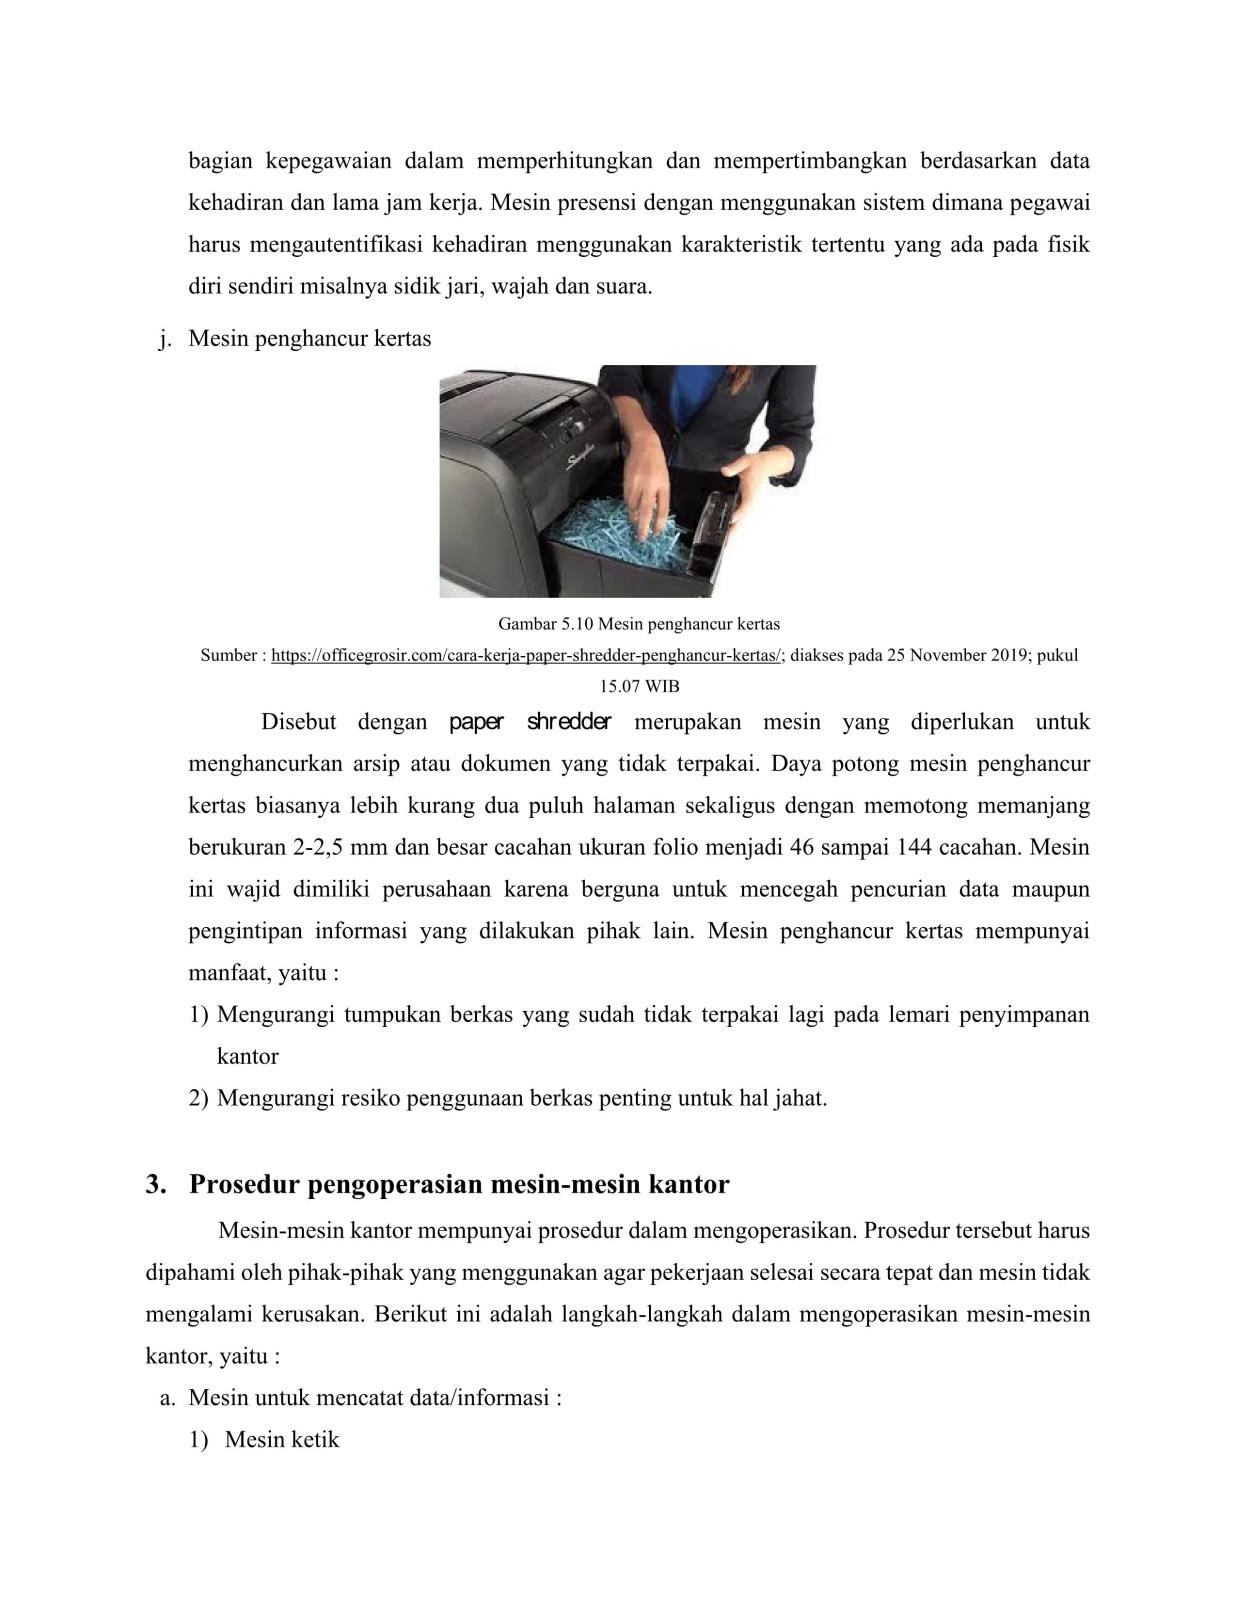 bagian kepegawaian dalam memperhitungkan dan mempertimbangkan berdasarkan data
kehadiran dan lama jam kerja. Mesin presensi dengan menggunakan sistem dimana pegawai
harus mengautentifikasi kehadiran menggunakan karakteristik tertentu yang ada pada fisik
diri sendiri misalnya sidik jari, wajah dan suara.
j. Mesin penghancur kertas
Gambar 5.10 Mesin penghancur kertas
Sumber : https://officegrosir.com/cara-kerja-paper-shredder-penghancur-kertas/; diakses pada 25 November 2019; pukul
15.07 WIB
Disebut dengan paper shredder merupakan mesin yang diperlukan untuk
menghancurkan arsip atau dokumen yang tidak terpakai. Daya potong mesin penghancur
kertas biasanya lebih kurang dua puluh halaman sekaligus dengan memotong memanjang
berukuran 2-2,5 mm dan besar cacahan ukuran folio menjadi 46 sampai 144 cacahan. Mesin
ini wajid dimiliki perusahaan karena berguna untuk mencegah pencurian data maupun
pengintipan informasi yang dilakukan pihak lain. Mesin penghancur kertas mempunyai
manfaat, yaitu :
1) Mengurangi tumpukan berkas yang sudah tidak terpakai lagi pada lemari penyimpanan
kantor
2) Mengurangi resiko penggunaan berkas penting untuk hal jahat.
3. Prosedur pengoperasian mesin-mesin kantor
Mesin-mesin kantor mempunyai prosedur dalam mengoperasikan. Prosedur tersebut harus
dipahami oleh pihak-pihak yang menggunakan agar pekerjaan selesai secara tepat dan mesin tidak
mengalami kerusakan. Berikut ini adalah langkah-langkah dalam mengoperasikan mesin-mesin
kantor, yaitu :
a. Mesin untuk mencatat data/informasi :
1) Mesin ketik